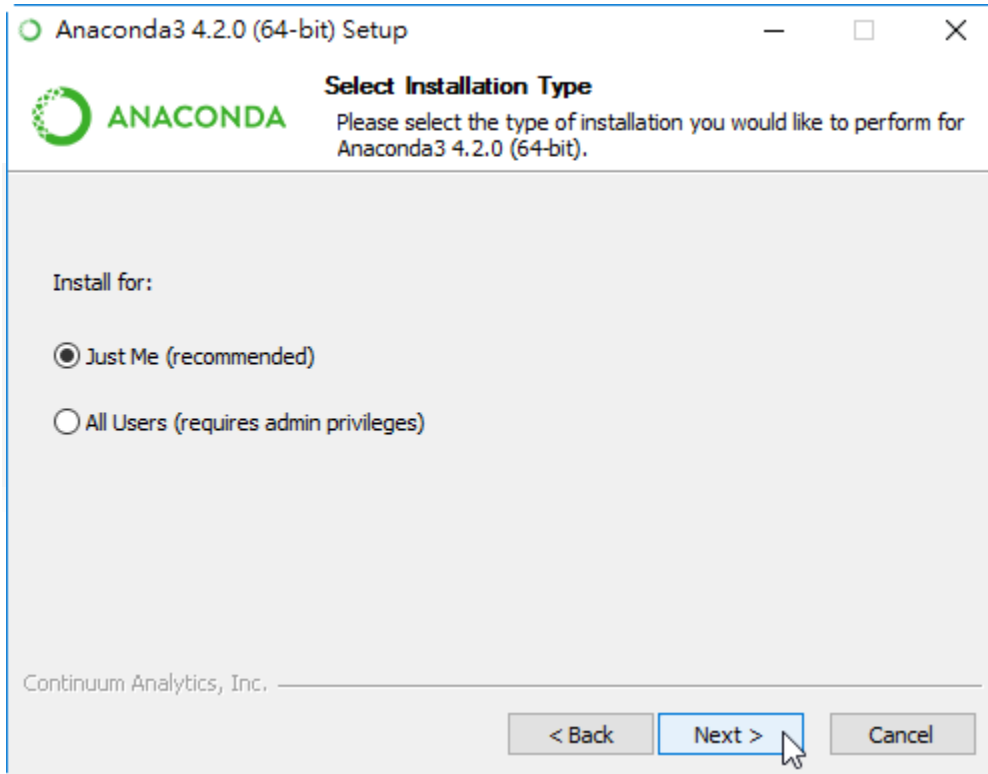 Anaconda3 4.2.0 (64-bit) Setup
ANACONDA
Select Installation Type
Please select the type of installation you would like to perform for
Anaconda3 4.2.0 (64-bit).
Install for:
Just Me (recommended)
All Users (requires admin privileges)
Continuum Analytics, Inc.
< Back
Next >
Cancel